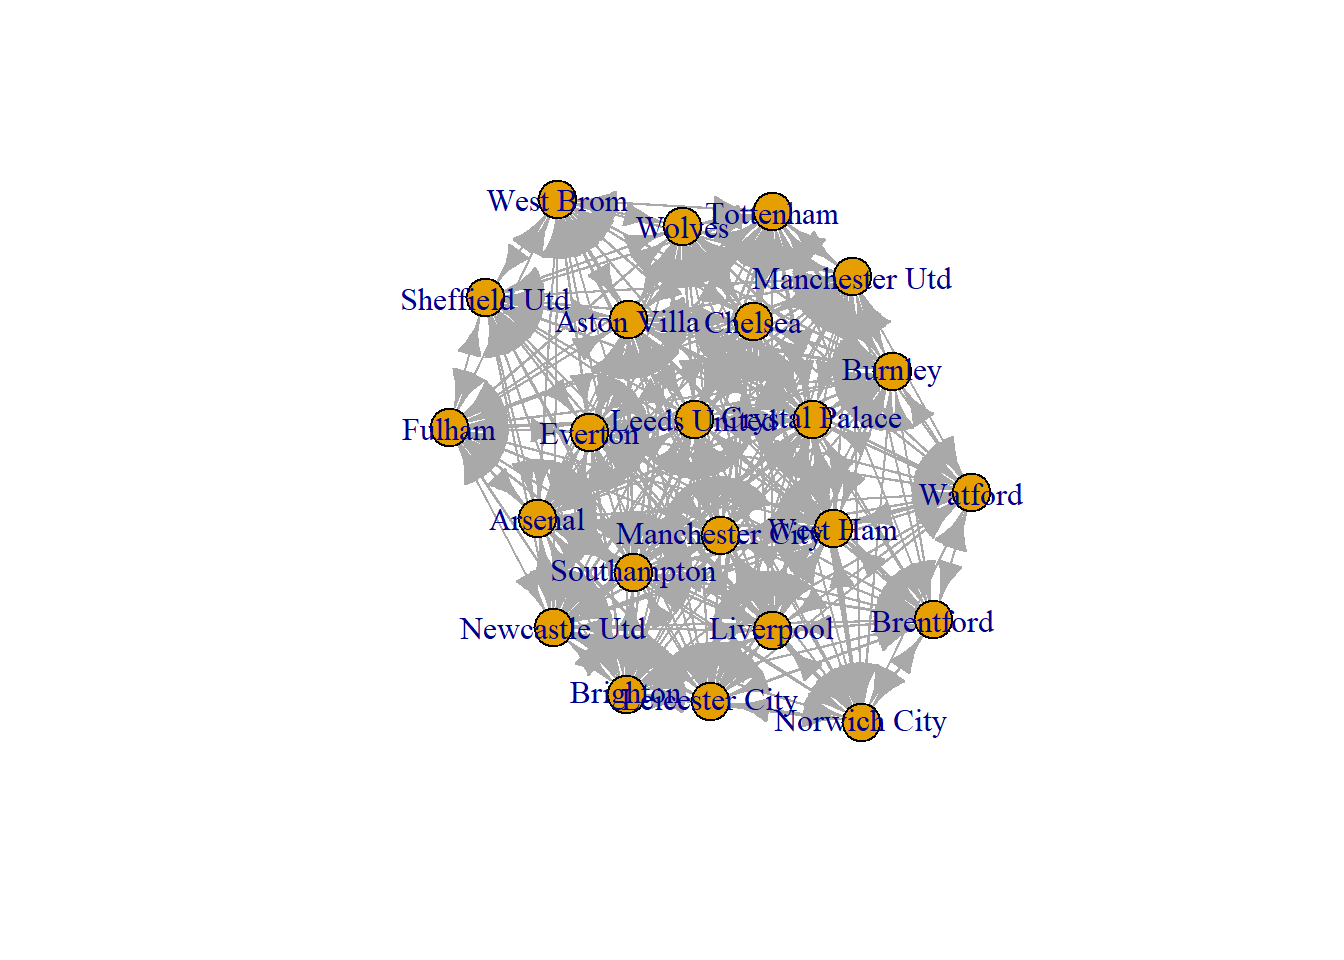 West Brom
Tottenham
Wolves
Manchester Utd
Sheffield Utd
Aston Villa
Chelsea
Burnley
Leeds United
Crystal Palace
Fulham
Everton
Watford
Arsenal
Manchester City
West Ham
Southampton
Newcastle Utd
Liverpool
Brentford
Brighton
Leicester City
Norwich City